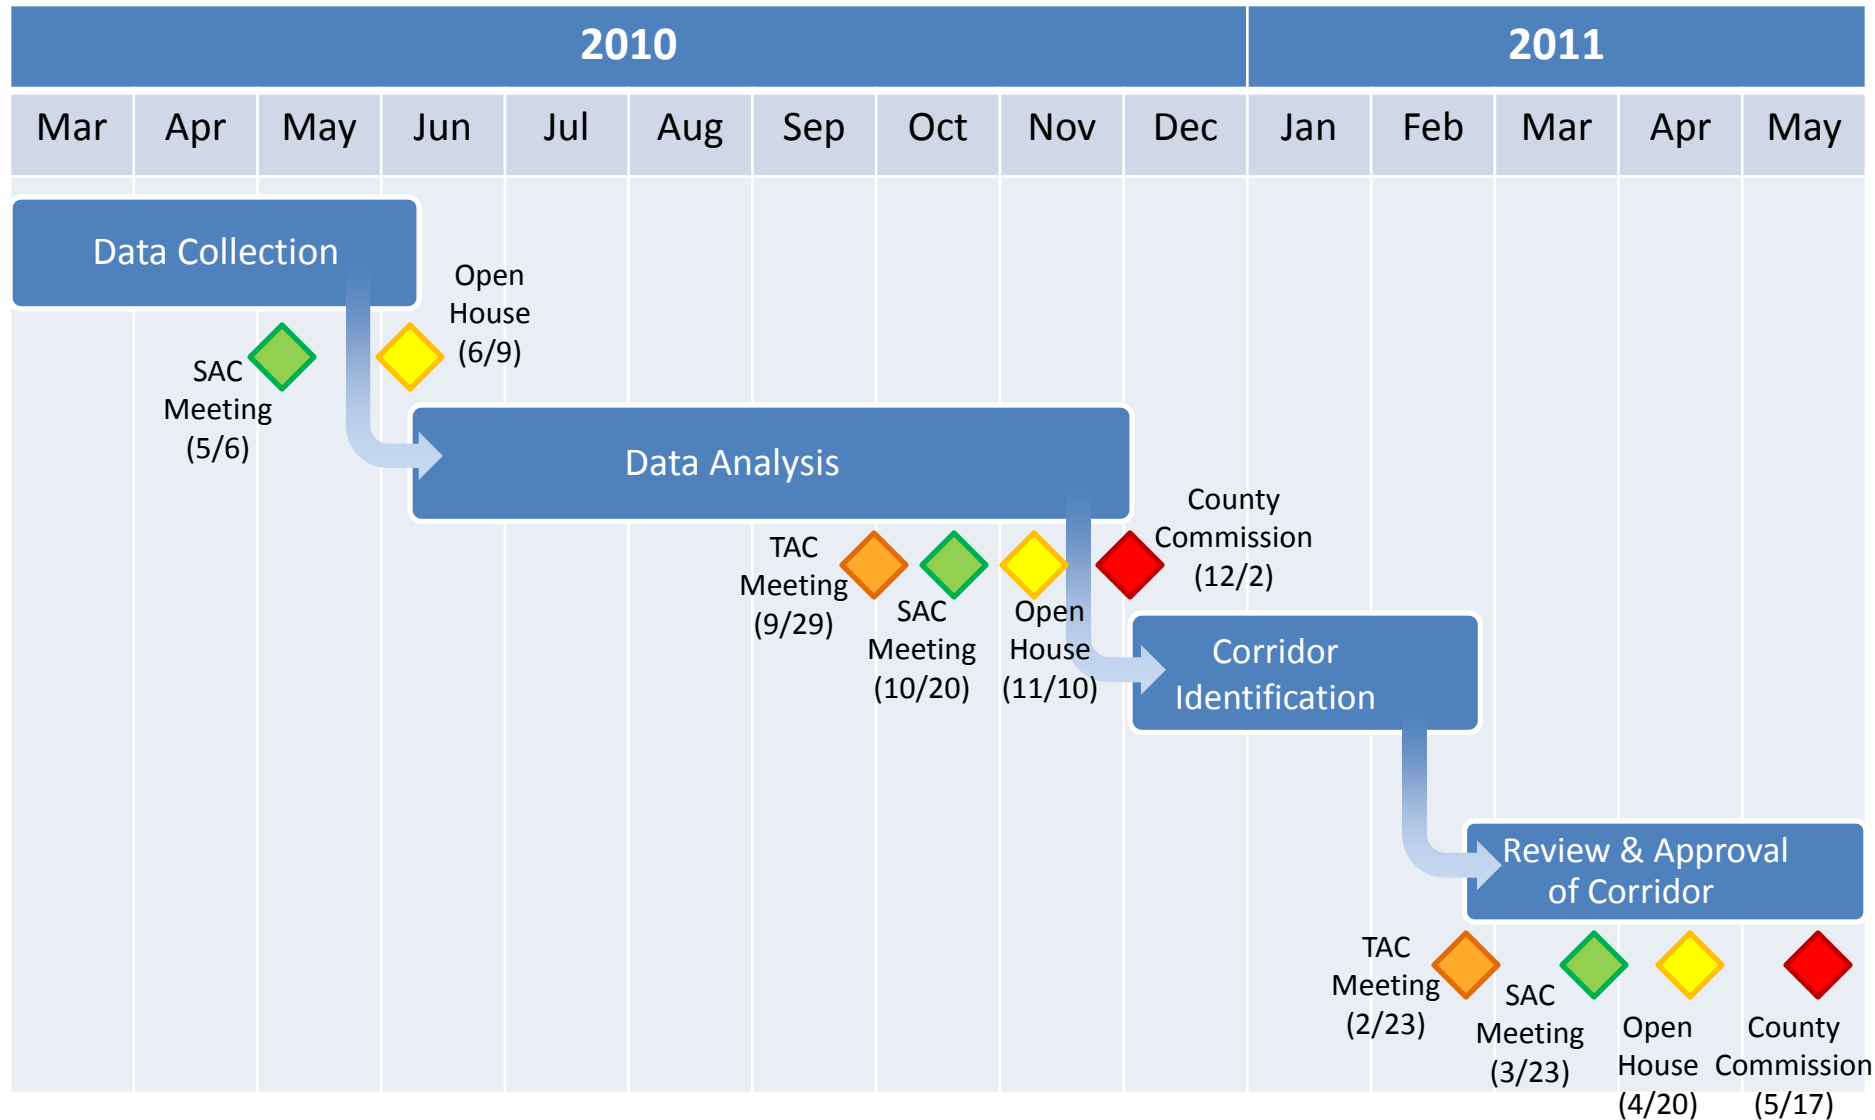 2010
2011
Mar
Apr
May
Jun
Jul
Aug
Sep
Oct
Nov
Dec
Jan
Feb
Mar
Apr
May
Data Collection
SAC
Meeting
(5/6)
Open
House
(6/9)
Data Analysis
TAC
Meeting
(9/29)
SAC
Meeting
(10/20)
Open
House
(11/10)
County
Commission
(12/2)
Corridor
Identification
Review & Approval
of Corridor
TAC
Meeting
(2/23)
SAC
Meeting
(3/23)
Open
House
(4/20)
County
Commission
(5/17)